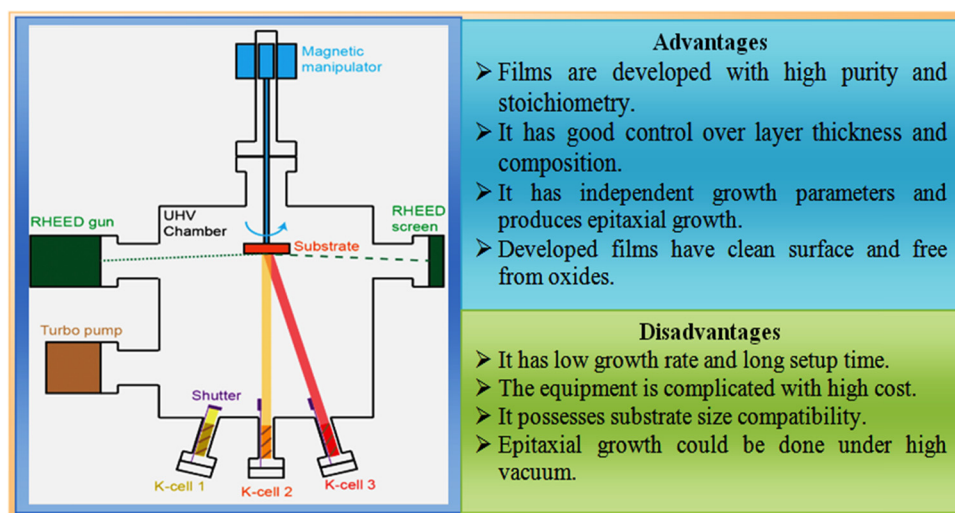 Magnetic
manipulator
UHV
Chamber
RHEED gun
RHEED
screen
Substrate
Turbo pump
Shutter
K-cell 1
K-cell 2
K-cell 3
Advantages
➢ Films are developed with high purity and
stoichiometry.
➢ It has good control over layer thickness and
composition.
➢ It has independent growth parameters and
produces epitaxial growth.
➢ Developed films have clean surface and free
from oxides.
Disadvantages
➢ It has low growth rate and long setup time.
➢ The equipment is complicated with high cost.
➢ It possesses substrate size compatibility.
➢ Epitaxial growth could be done under high
vacuum.